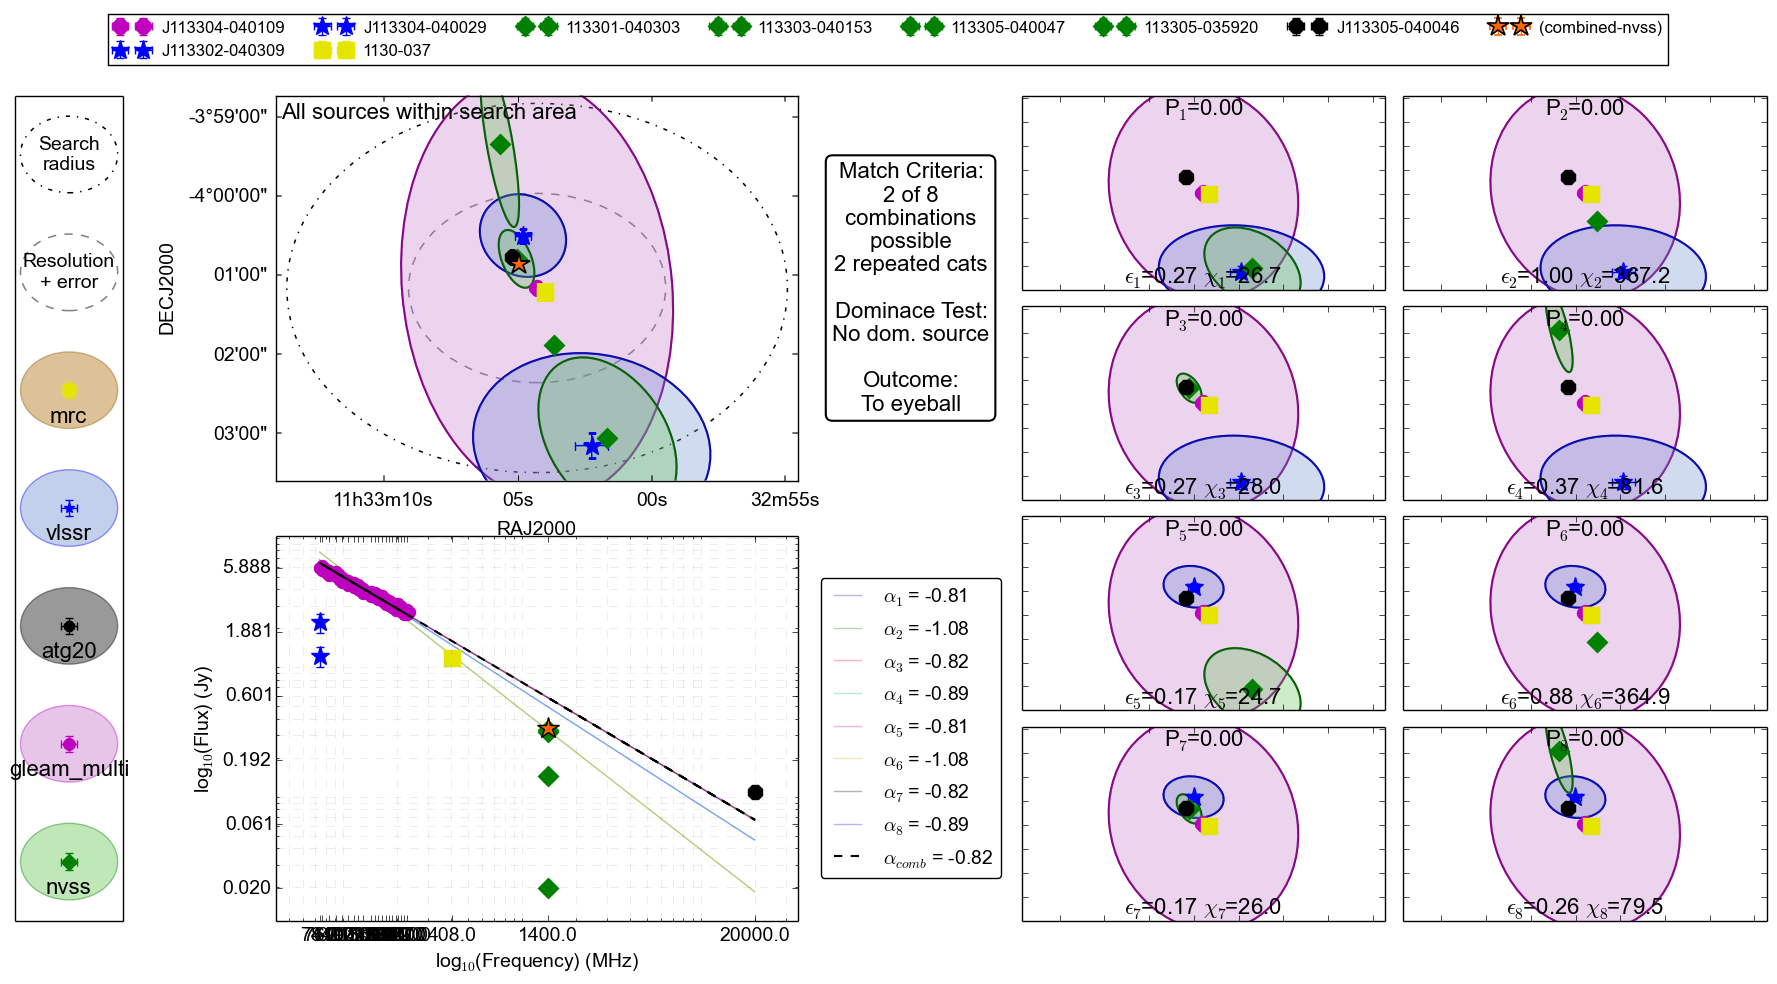 J113304-040109
J113304-040029
113301-040303
113303-040153
113305-040047
113305-035920
J113305-040046
(combined-nvss)
J113302-040309
1130-037
Search
radius
Resolution
+ error
mrc
vlssr
atg20
gleam_multi
nvss
All sources within search area
DECJ2000
-3°59'00"
-4°00'00"
01'00"
02'00"
03'00"
11h33m10s
05s
00s
32m55s
RAJ2000
Match Criteria:
2 of 8
combinations
possible
2 repeated cats
Dominace Test:
No dom. source
Outcome:
To eyeball
P1=0.00
ϵ1=0.27 χ1=26.7
P2=0.00
ϵ2=1.00 χ2=367.2
P3=0.00
ϵ3=0.27 χ3=28.0
P4=0.00
ϵ4=0.37 χ4=81.6
P5=0.00
ϵ5=0.17 χ5=24.7
P6=0.00
ϵ6=0.88 χ6=364.9
P7=0.00
ϵ7=0.17 χ7=26.0
P8=0.00
ϵ8=0.26 χ8=79.5
log10(Flux) (Jy)
5.888
1.881
0.601
0.192
0.061
0.020
408.0
1400.0
20000.0
log10(Frequency) (MHz)
α1 = -0.81
α2 = -1.08
α3 = -0.82
α4 = -0.89
α5 = -0.81
α6 = -1.08
α7 = -0.82
α8 = -0.89
αcomb = -0.82